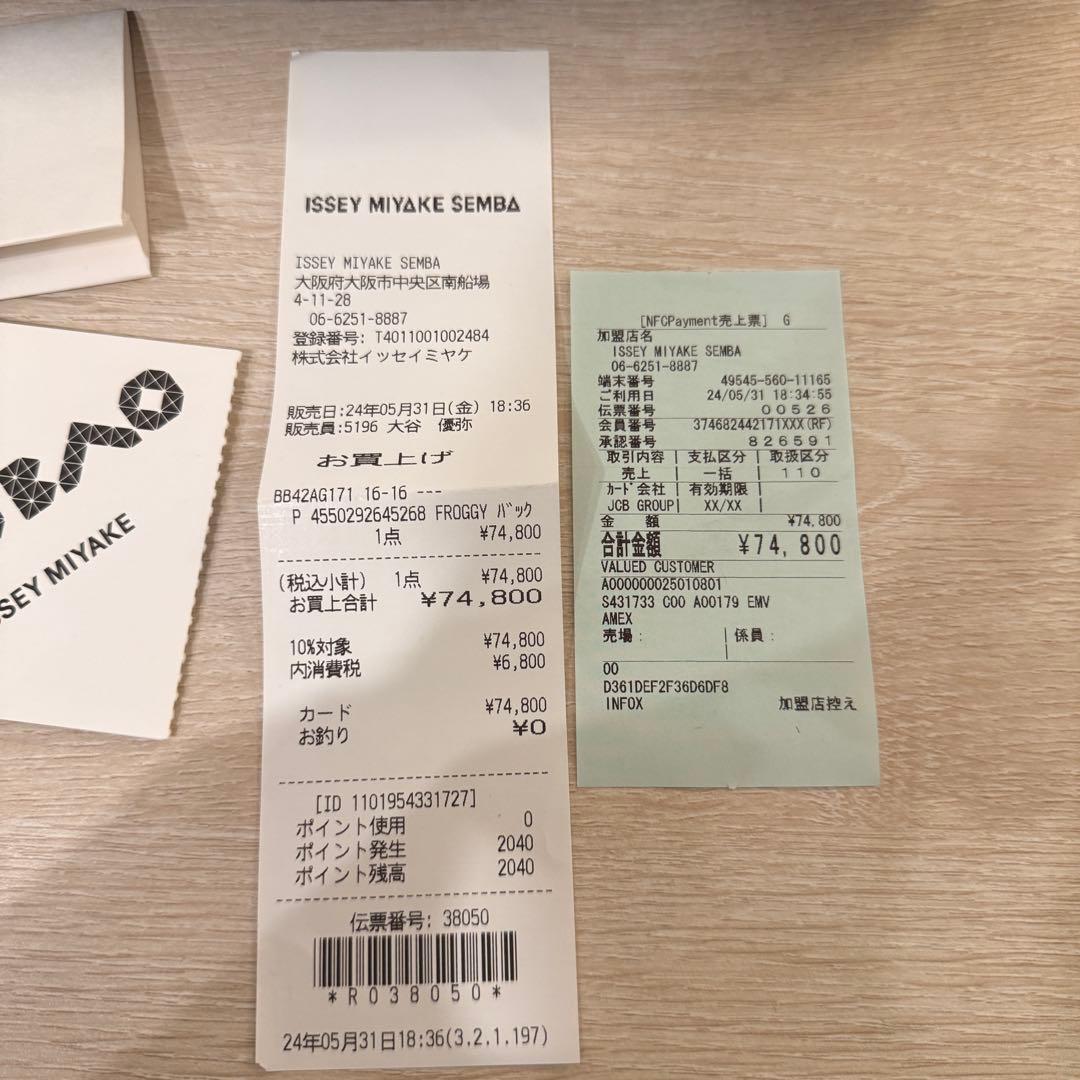 BAO
SSEY MIYAKE
ISSEY MIYAKE SEMBA
ISSEY MIYAKE SEMBA
大阪府大阪市中央区南船場
4-11-28
06-6251-8887
登録番号: T4011001002484
株式会社イッセイミヤケ
販売日:24年05月31日(金) 18:36
販売員:5196 大谷 優弥
お買上げ
BB42AG171 16-16 ---
P 4550292645268 FROGGY バック
1点 ¥74,800
(税込小計) 1点 ¥74,800
お買上合計 ¥74,800
10%対象 ¥74,800
内消費税 ¥6,800
カード ¥74,800
お釣り ¥0
[ID 1101954331727]
ポイント使用 0
ポイント発生 2040
ポイント残高 2040
伝票番号: 38050
*R038050*
24年05月31日18:36(3.2.1.197)
[NFCPayment売上票] G
加盟店名
ISSEY MIYAKE SEMBA
06-6251-8887
端末番号 49545-560-11165
ご利用日 24/05/31 18:34:55
伝票番号 00526
会員番号 374682442171XXX(RF)
承認番号 826591
取引内容 | 支払区分 | 取扱区分
売上 | 一括 | 110
カード会社 | 有効期限 |
JCB GROUP| XX/XX |
金 額 ¥74,800
合計金額 ¥74,800
VALUED CUSTOMER
A000000025010801
S431733 C00 A00179 EMV
AMEX
売場: | 係員:
00
D361DEF2F36D6DF8
INFOX 加盟店控え